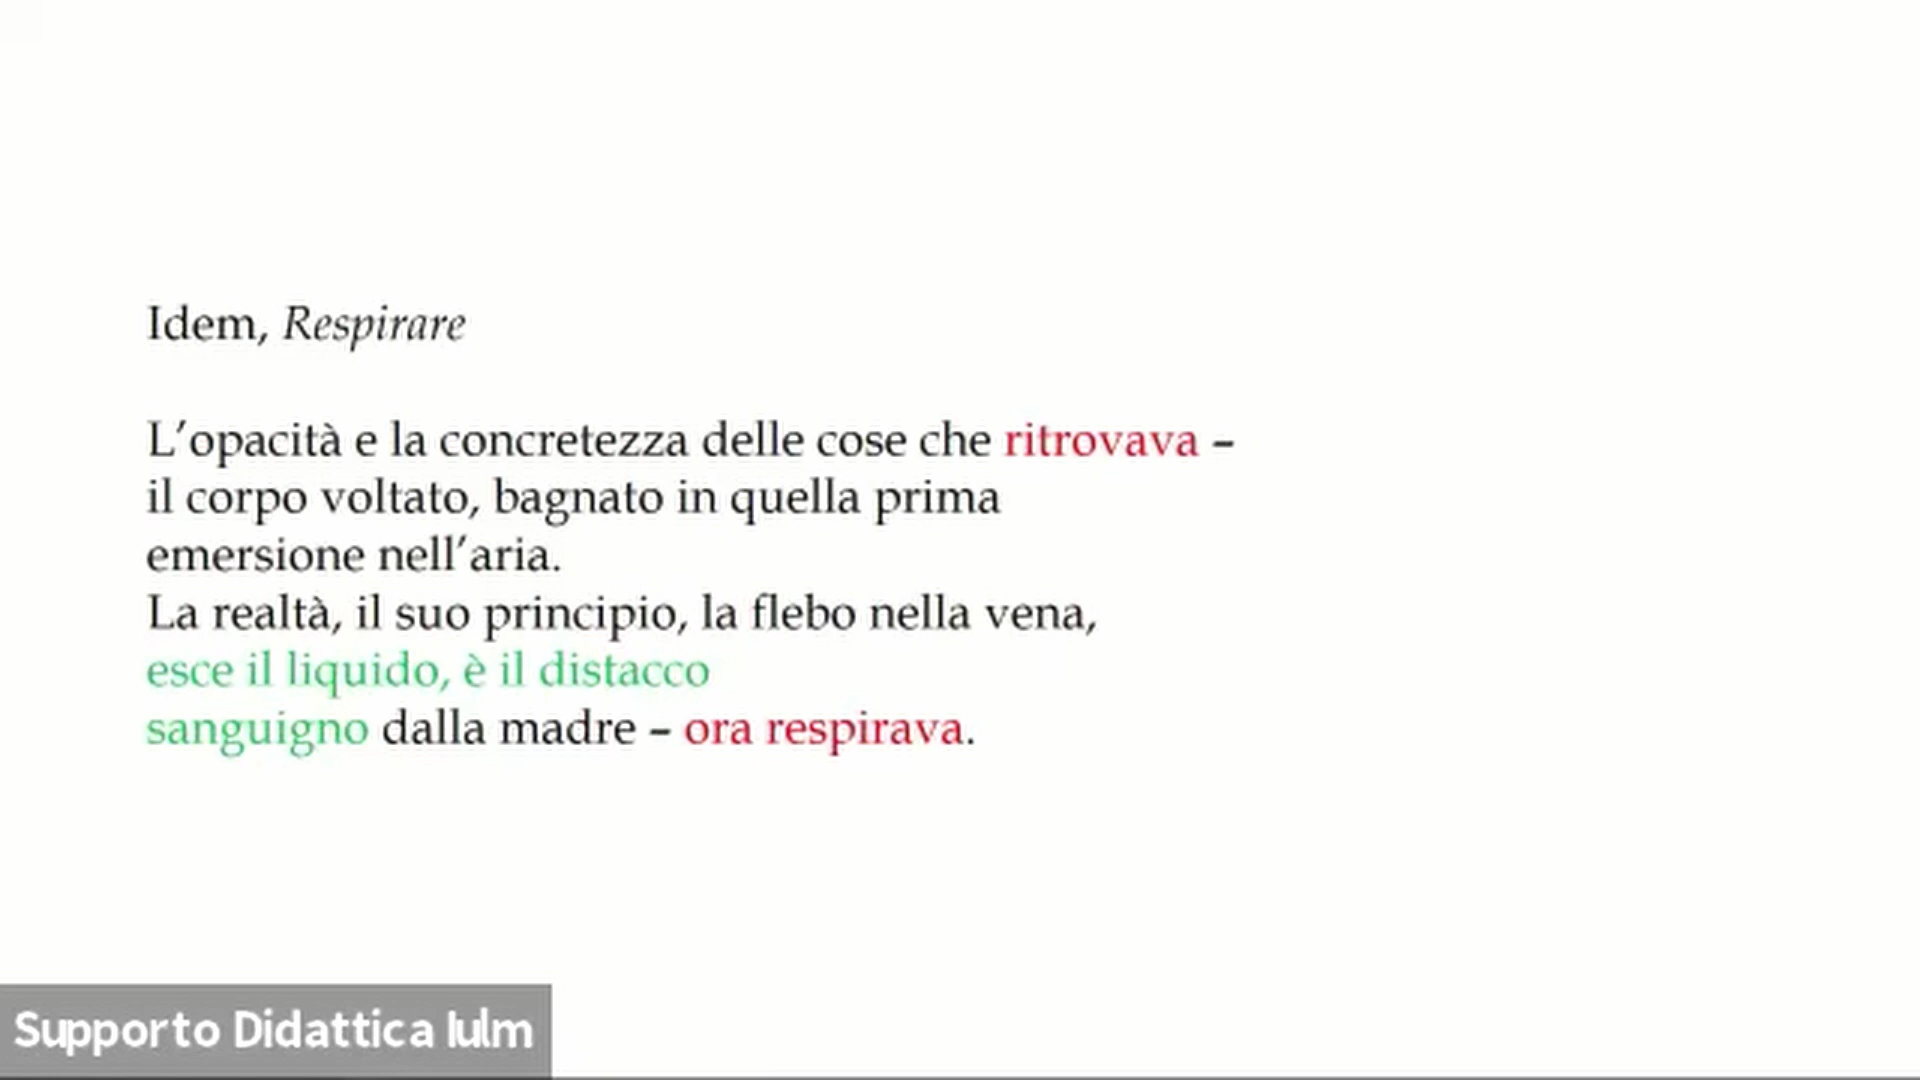 Idem, Respirare
L’opacità e la concretezza delle cose che ritrovava –
il corpo voltato, bagnato in quella prima
emersione nell’aria.
La realtà, il suo principio, la flebo nella vena,
esce il liquido, è il distacco
sanguigno dalla madre – ora respirava.
Supporto Didattica Iulm